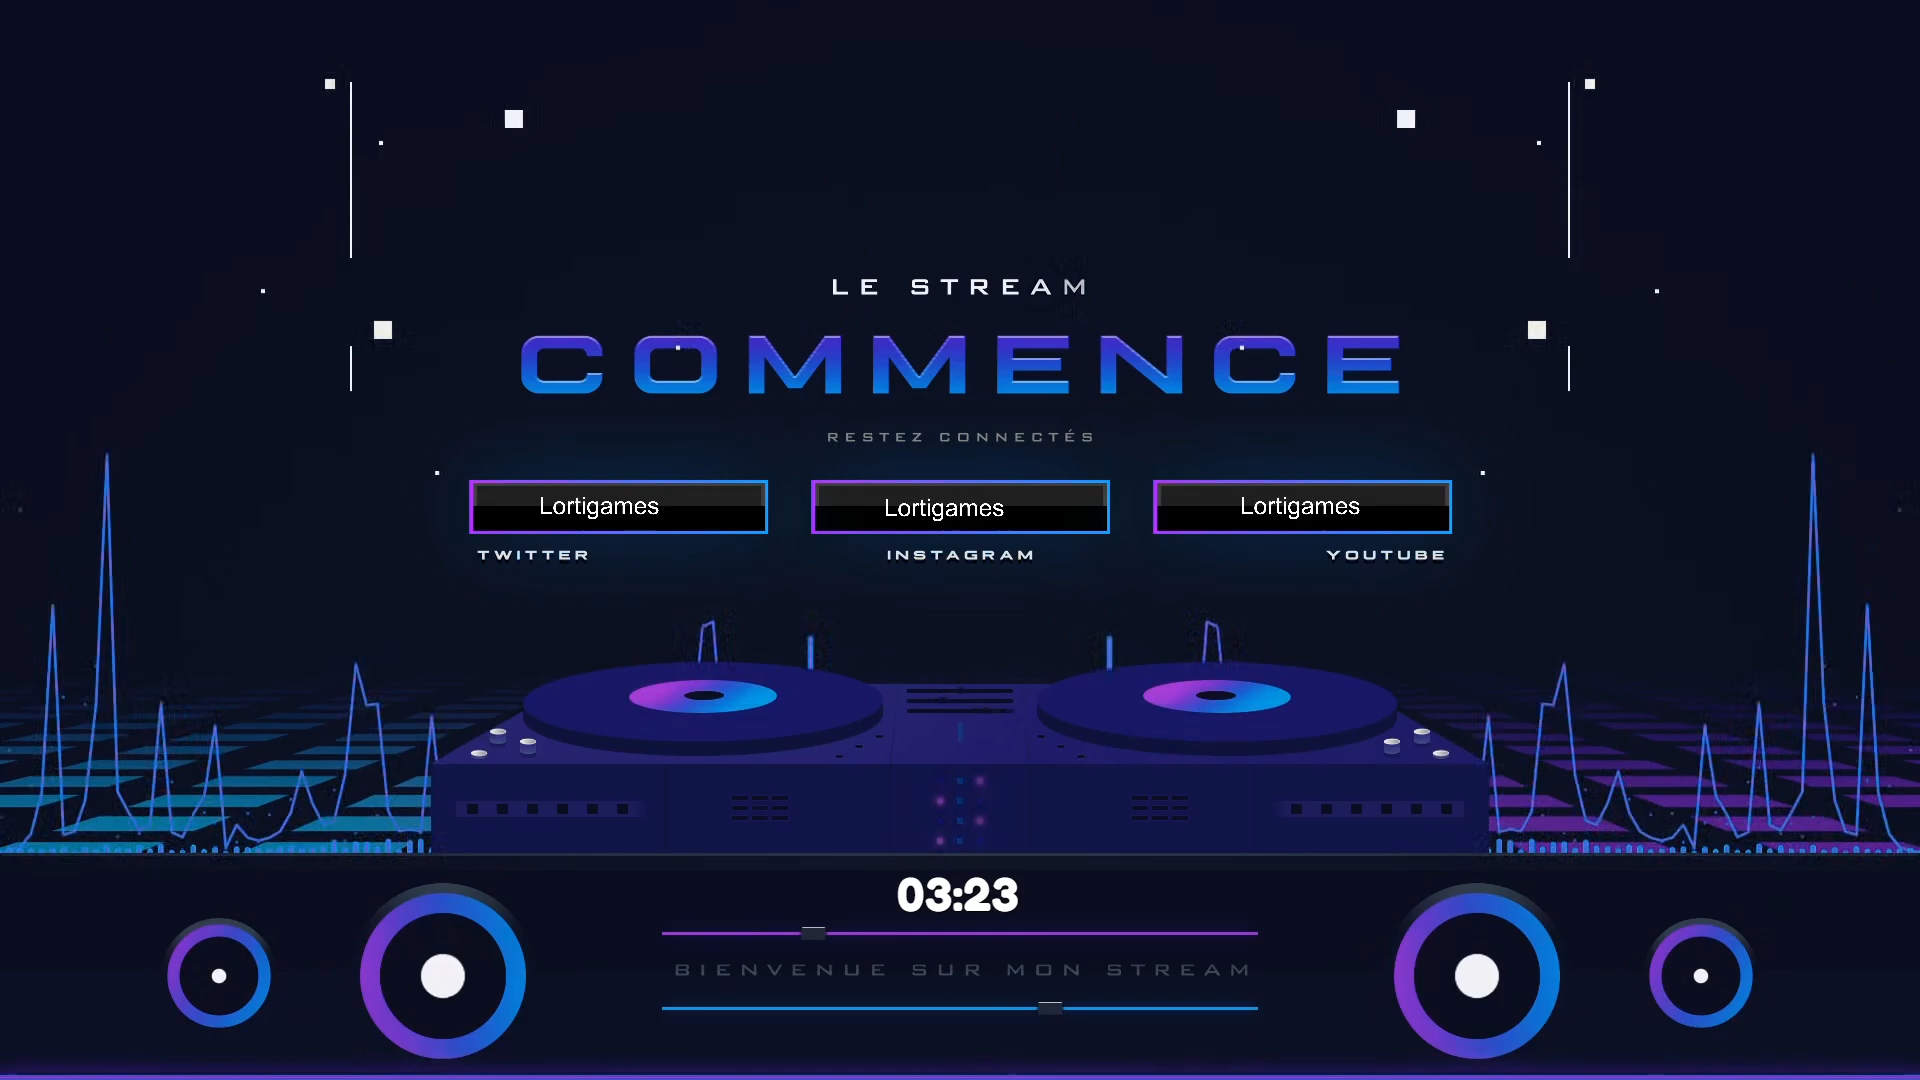 LE STREAM
COMMENCE
RESTEZ CONNECTÉS
Lortigames Lortigames Lortigames
TWITTER INSTAGRAM YOUTUBE
03:23
BIENVENUE SUR MON STREAM